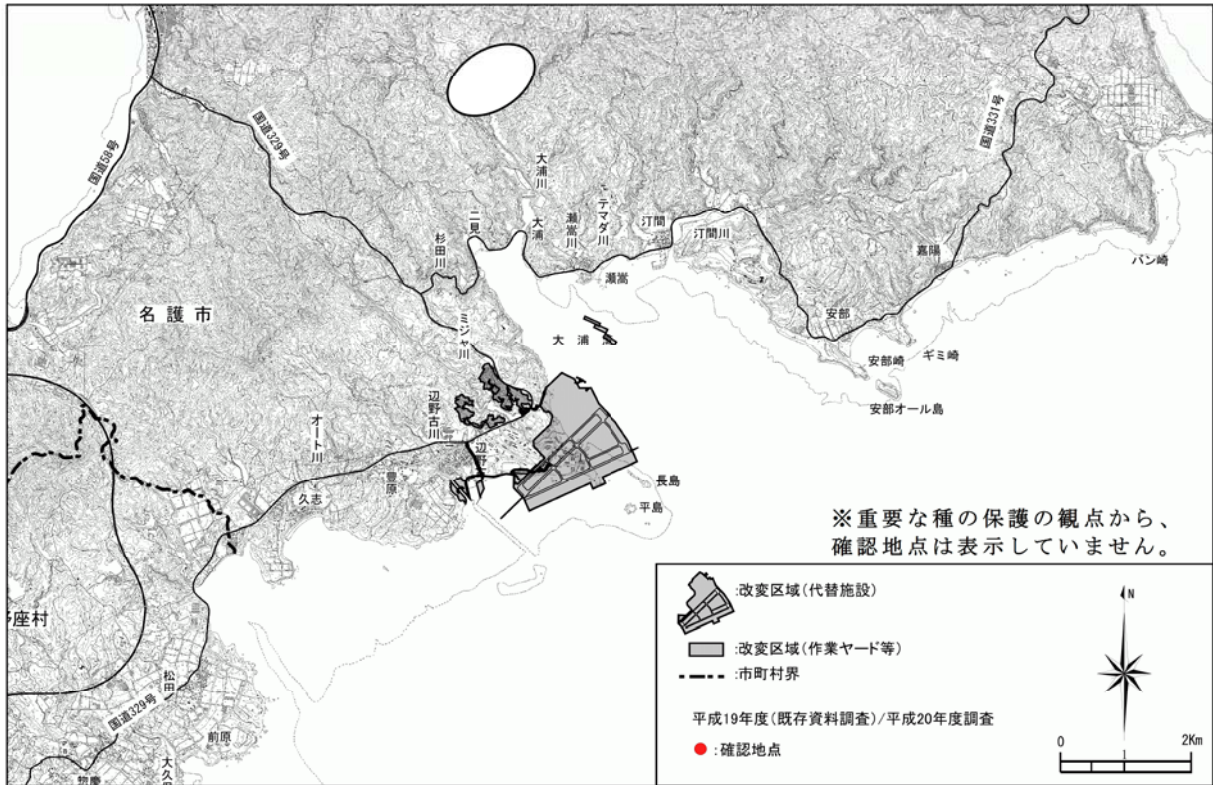 国道58号
国道329号
国道331号
大浦川
二見
杉田川
大浦
瀬嵩川
テマダ川
汀間
汀間川
瀬嵩
嘉陽
バン崎
安部
安部崎
ギミ崎
安部オール島
名護市
ミジャ川
大浦
辺野古川
辺野
オート川
豊原
久志
長島
平島
座村
松田
国道329号
前原
大久
惣慶
※重要な種の保護の観点から、
確認地点は表示していません。
:改変区域(代替施設)
:改変区域(作業ヤード等)
:市町村界
平成19年度(既存資料調査)/平成20年度調査
:確認地点
N
0 1 2Km